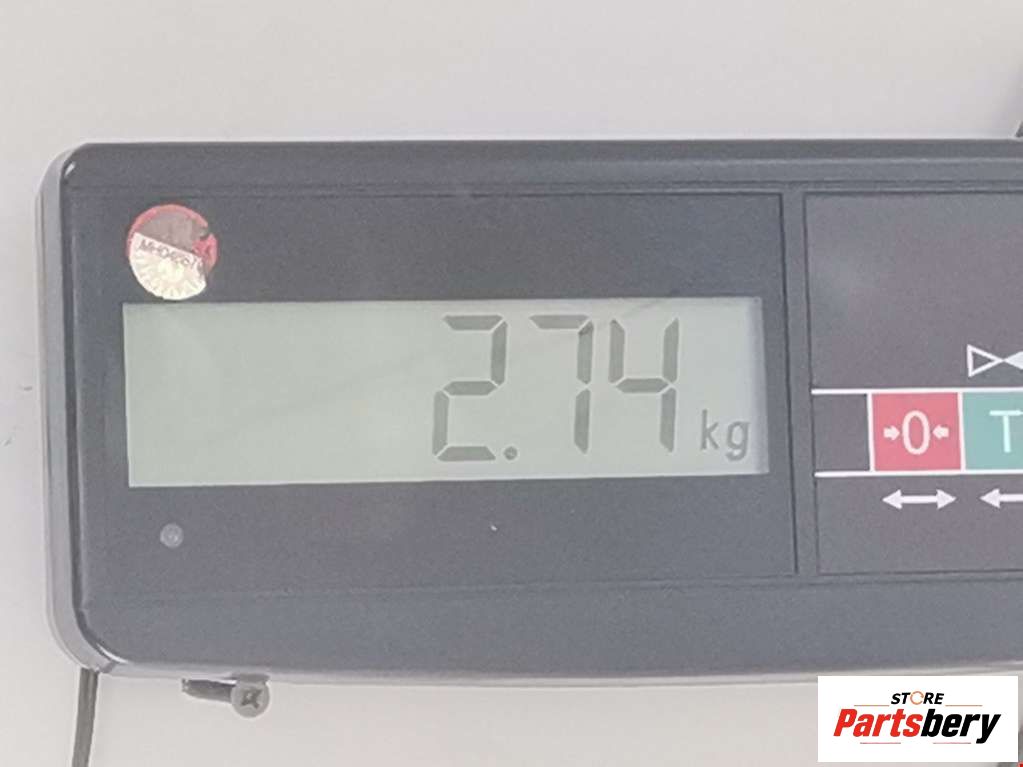 2.74 kg
0 T
STORE
Partsbery